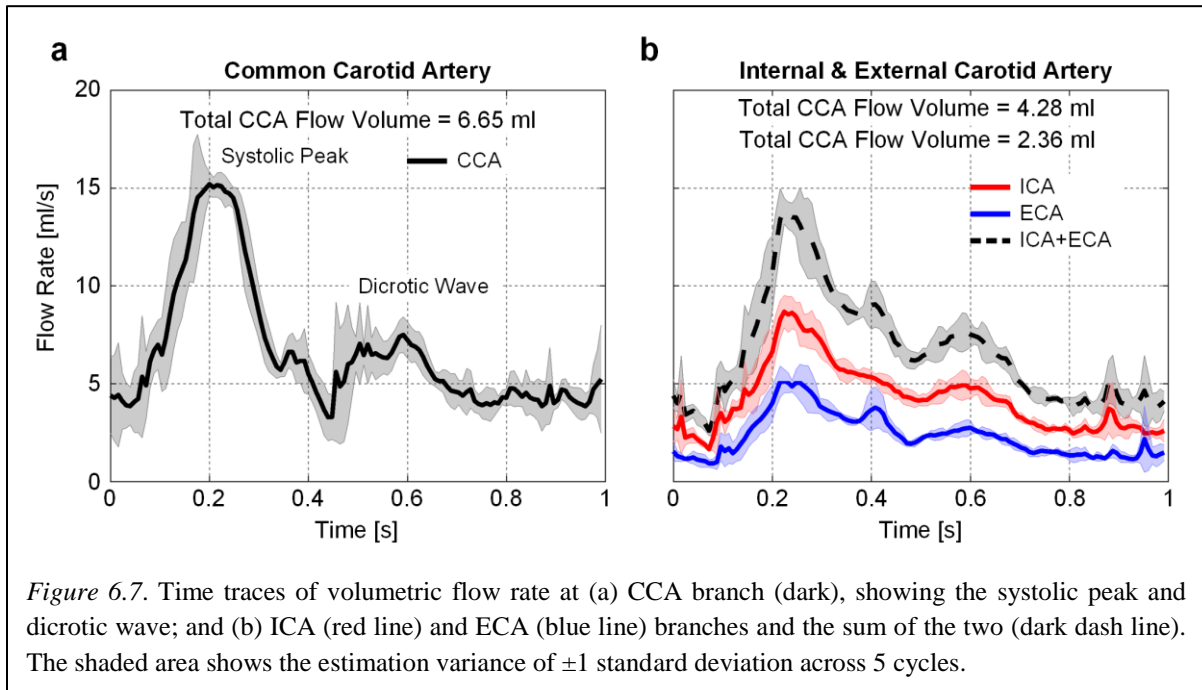 a
Common Carotid Artery
Total CCA Flow Volume = 6.65 ml
Systolic Peak
CCA
Dicrotic Wave
Flow Rate [ml/s]
20
15
10
5
0
0 0.2 0.4 0.6 0.8 1
Time [s]
b
Internal & External Carotid Artery
Total CCA Flow Volume = 4.28 ml
Total CCA Flow Volume = 2.36 ml
ICA
ECA
ICA+ECA
0 0.2 0.4 0.6 0.8 1
Time [s]
Figure 6.7. Time traces of volumetric flow rate at (a) CCA branch (dark), showing the systolic peak and
dicrotic wave; and (b) ICA (red line) and ECA (blue line) branches and the sum of the two (dark dash line).
The shaded area shows the estimation variance of ±1 standard deviation across 5 cycles.